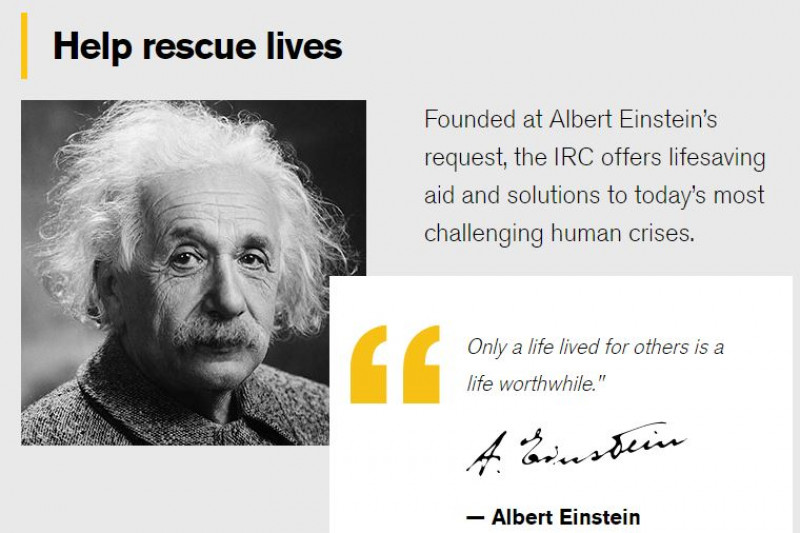 Help rescue lives
Founded at Albert Einstein’s
request, the IRC offers lifesaving
aid and solutions to today’s most
challenging human crises.
Only a life lived for others is a
life worthwhile."
A. Einstein
— Albert Einstein